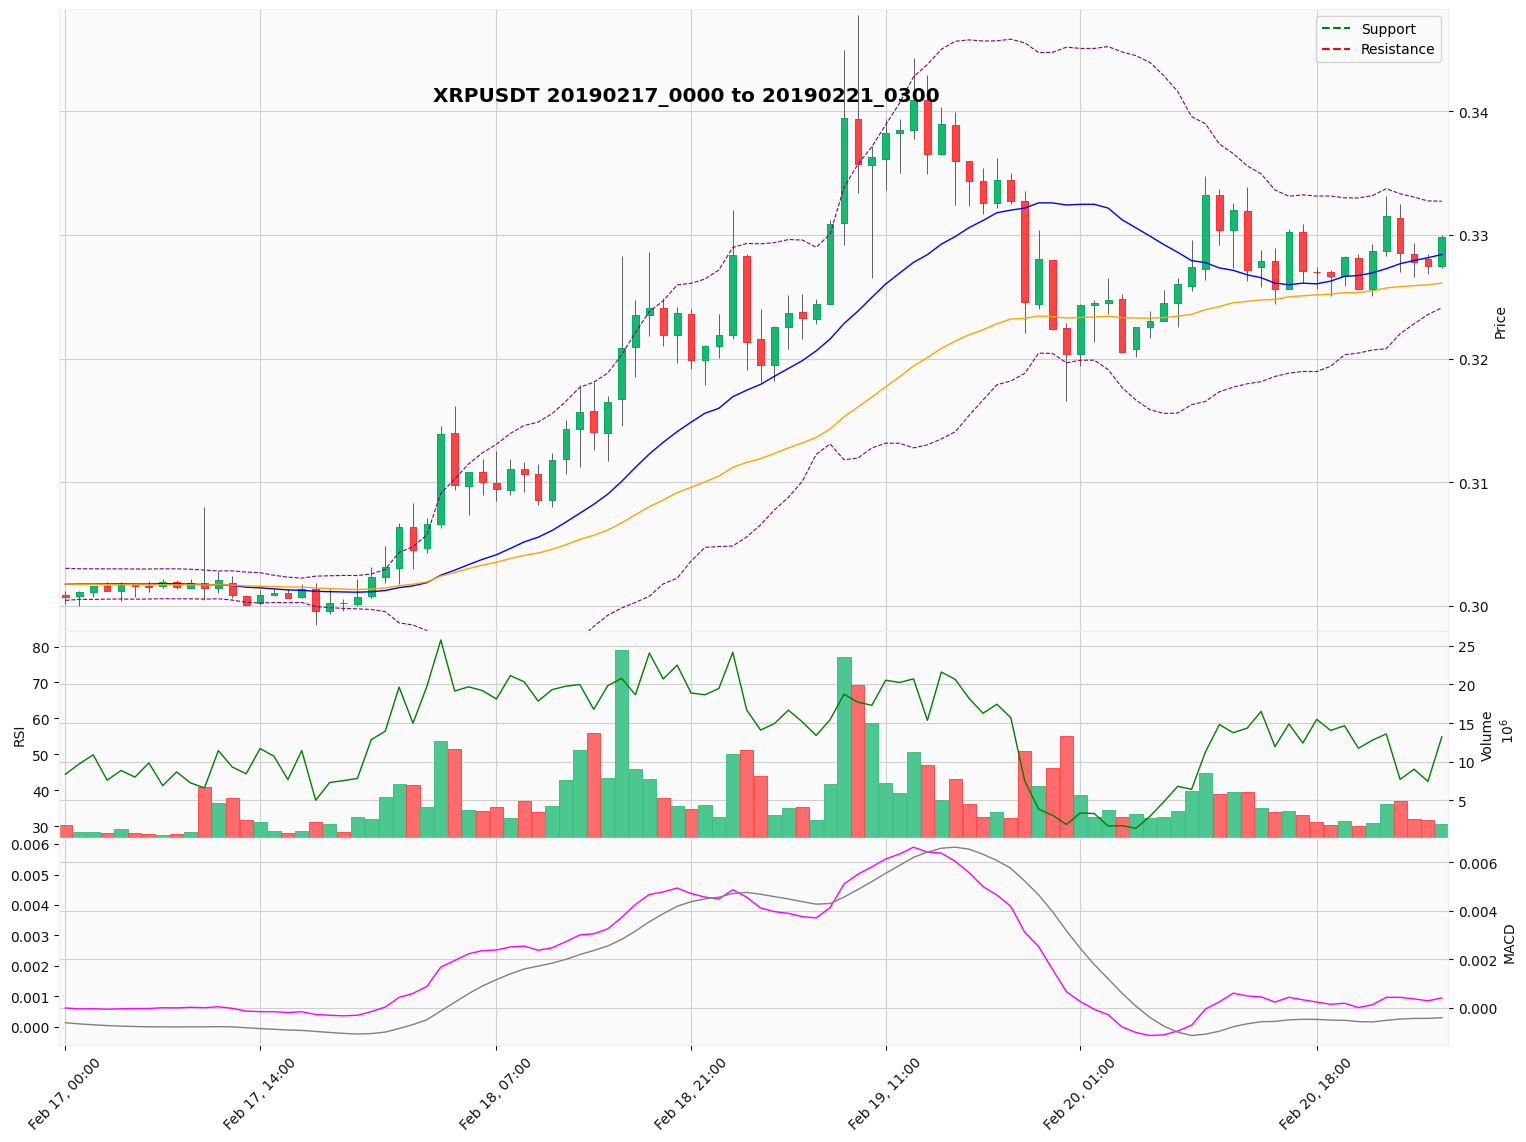 Support
Resistance
XRPUSDT 20190217_0000 to 20190221_0300
0.34
0.33
0.32
0.31
0.30
Price
80
70
60
50
40
30
RSI
25
20
15
10
5
Volume
10^6
0.006
0.005
0.004
0.003
0.002
0.001
0.000
0.006
0.004
0.002
0.000
MACD
Feb 17, 00:00
Feb 17, 14:00
Feb 18, 07:00
Feb 18, 21:00
Feb 19, 11:00
Feb 20, 01:00
Feb 20, 18:00